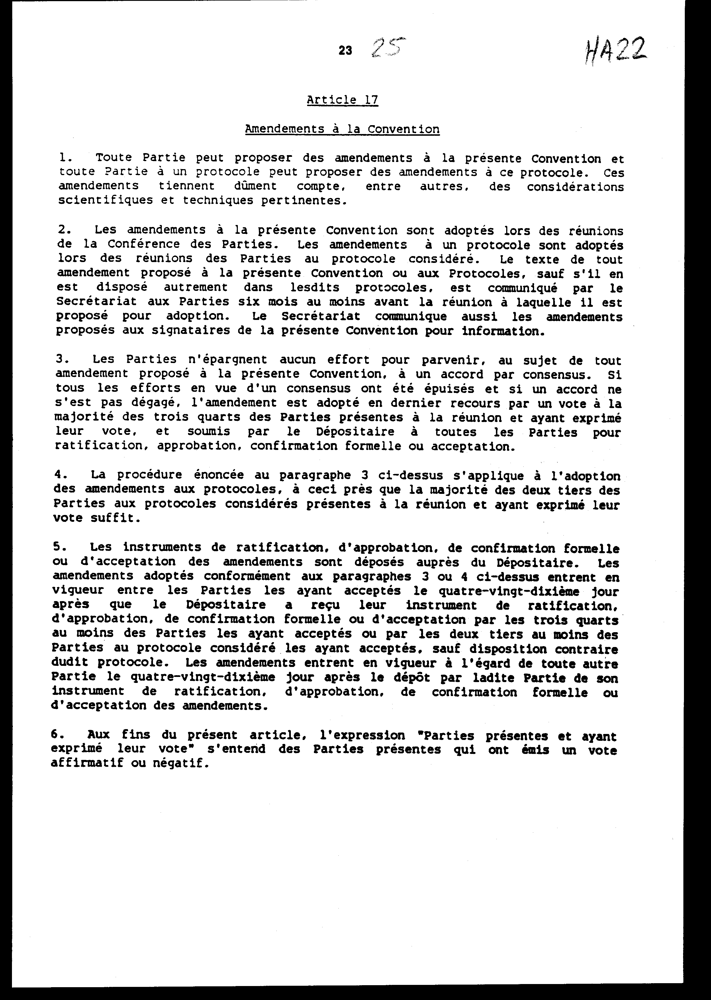 23 25 HA22
Article 17
Amendements à la Convention
1. Toute Partie peut proposer des amendements à la présente Convention et
toute Partie à un protocole peut proposer des amendements à ce protocole. Ces
amendements tiennent dûment compte, entre autres, des considérations
scientifiques et techniques pertinentes.
2. Les amendements à la présente Convention sont adoptés lors des réunions
de la Conférence des Parties. Les amendements à un protocole sont adoptés
lors des réunions des Parties au protocole considéré. Le texte de tout
amendement proposé à la présente Convention ou aux Protocoles, sauf s'il en
est disposé autrement dans lesdits protocoles, est communiqué par le
Secrétariat aux Parties six mois au moins avant la réunion à laquelle il est
proposé pour adoption. Le Secrétariat communique aussi les amendements
proposés aux signataires de la présente Convention pour information.
3. Les Parties n'épargnent aucun effort pour parvenir, au sujet de tout
amendement proposé à la présente Convention, à un accord par consensus. Si
tous les efforts en vue d'un consensus ont été épuisés et si un accord ne
s'est pas dégagé, l'amendement est adopté en dernier recours par un vote à la
majorité des trois quarts des Parties présentes à la réunion et ayant exprimé
leur vote, et soumis par le Dépositaire à toutes les Parties pour
ratification, approbation, confirmation formelle ou acceptation.
4. La procédure énoncée au paragraphe 3 ci-dessus s'applique à l'adoption
des amendements aux protocoles, à ceci près que la majorité des deux tiers des
Parties aux protocoles considérés présentes à la réunion et ayant exprimé leur
vote suffit.
5. Les instruments de ratification, d'approbation, de confirmation formelle
ou d'acceptation des amendements sont déposés auprès du Dépositaire. Les
amendements adoptés conformément aux paragraphes 3 ou 4 ci-dessus entrent en
vigueur entre les Parties les ayant acceptés le quatre-vingt-dixième jour
après que le Dépositaire a reçu leur instrument de ratification,
d'approbation, de confirmation formelle ou d'acceptation par les trois quarts
au moins des Parties les ayant acceptés ou par les deux tiers au moins des
Parties au protocole considéré les ayant acceptés, sauf disposition contraire
dudit protocole. Les amendements entrent en vigueur à l'égard de toute autre
Partie le quatre-vingt-dixième jour après le dépôt par ladite Partie de son
instrument de ratification, d'approbation, de confirmation formelle ou
d'acceptation des amendements.
6. Aux fins du présent article, l'expression "Parties présentes et ayant
exprimé leur vote" s'entend des Parties présentes qui ont émis un vote
affirmatif ou négatif.